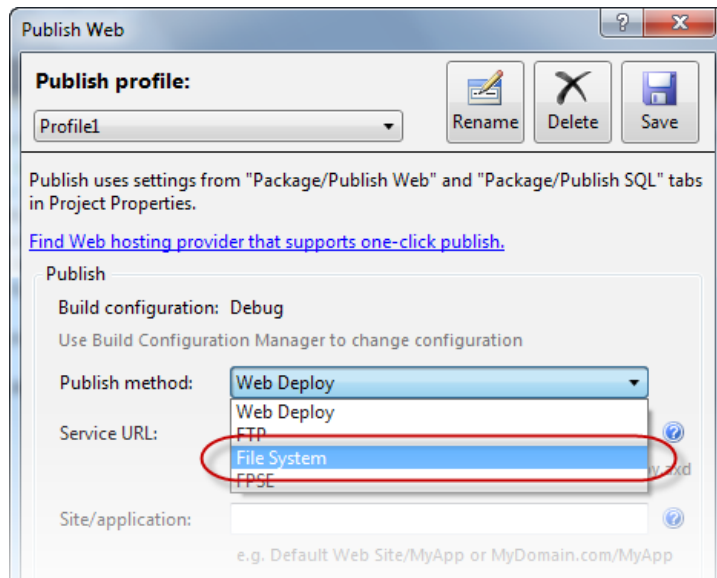 Publish Web
Publish profile:
Profile1
Rename
Delete
Save
Publish uses settings from "Package/Publish Web" and "Package/Publish SQL" tabs
in Project Properties.
Find Web hosting provider that supports one-click publish.
Publish
Build configuration: Debug
Use Build Configuration Manager to change configuration
Publish method: Web Deploy
Web Deploy
Service URL:
FTP
File System
FPSE
Site/application:
e.g. Default Web Site/MyApp or MyDomain.com/MyApp